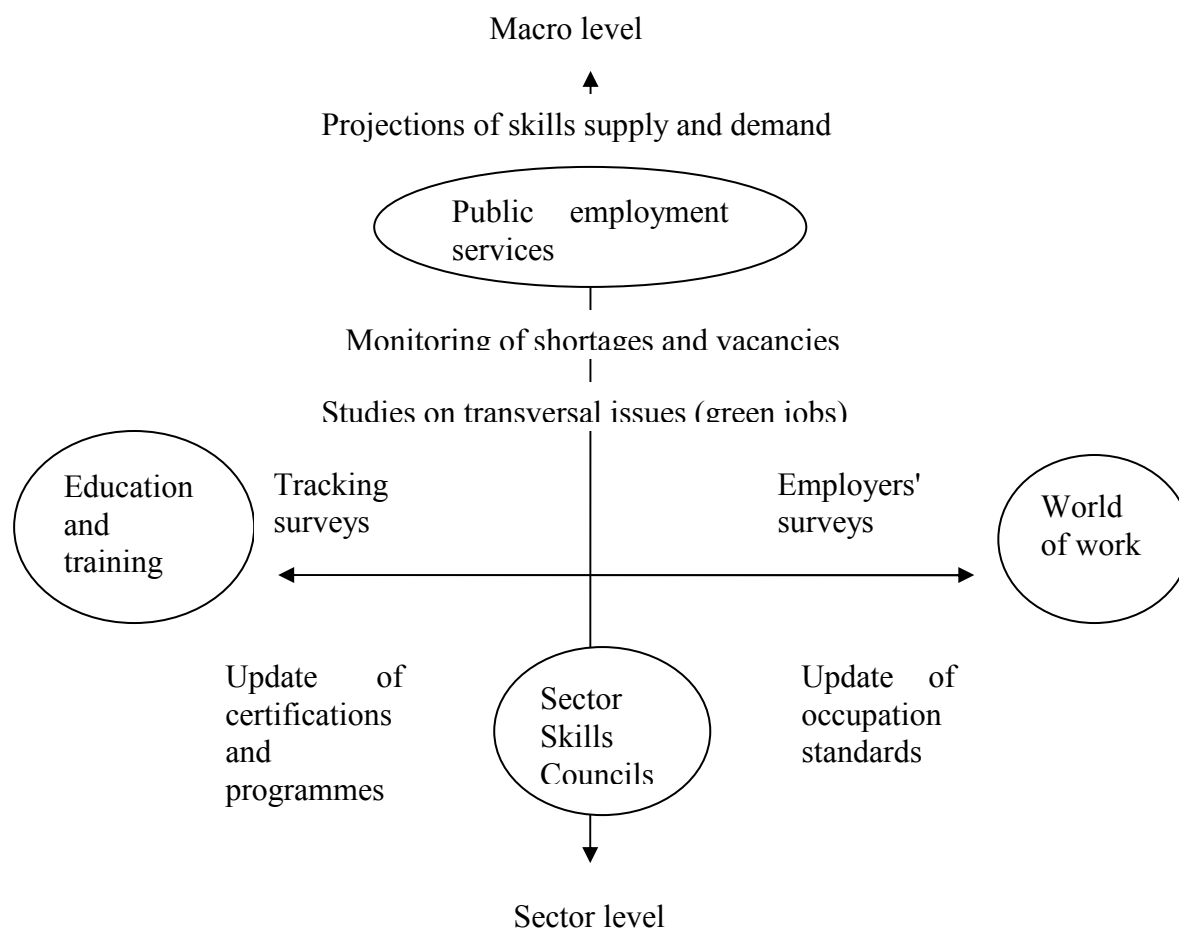 Macro level
Projections of skills supply and demand
Public employment
services
Monitoring of shortages and vacancies
Studies on transversal issues (green jobs)
Education
and
training
Tracking
surveys
Employers'
surveys
World
of work
Update of
certifications
and
programmes
Sector
Skills
Councils
Update of
occupation
standards
Sector level